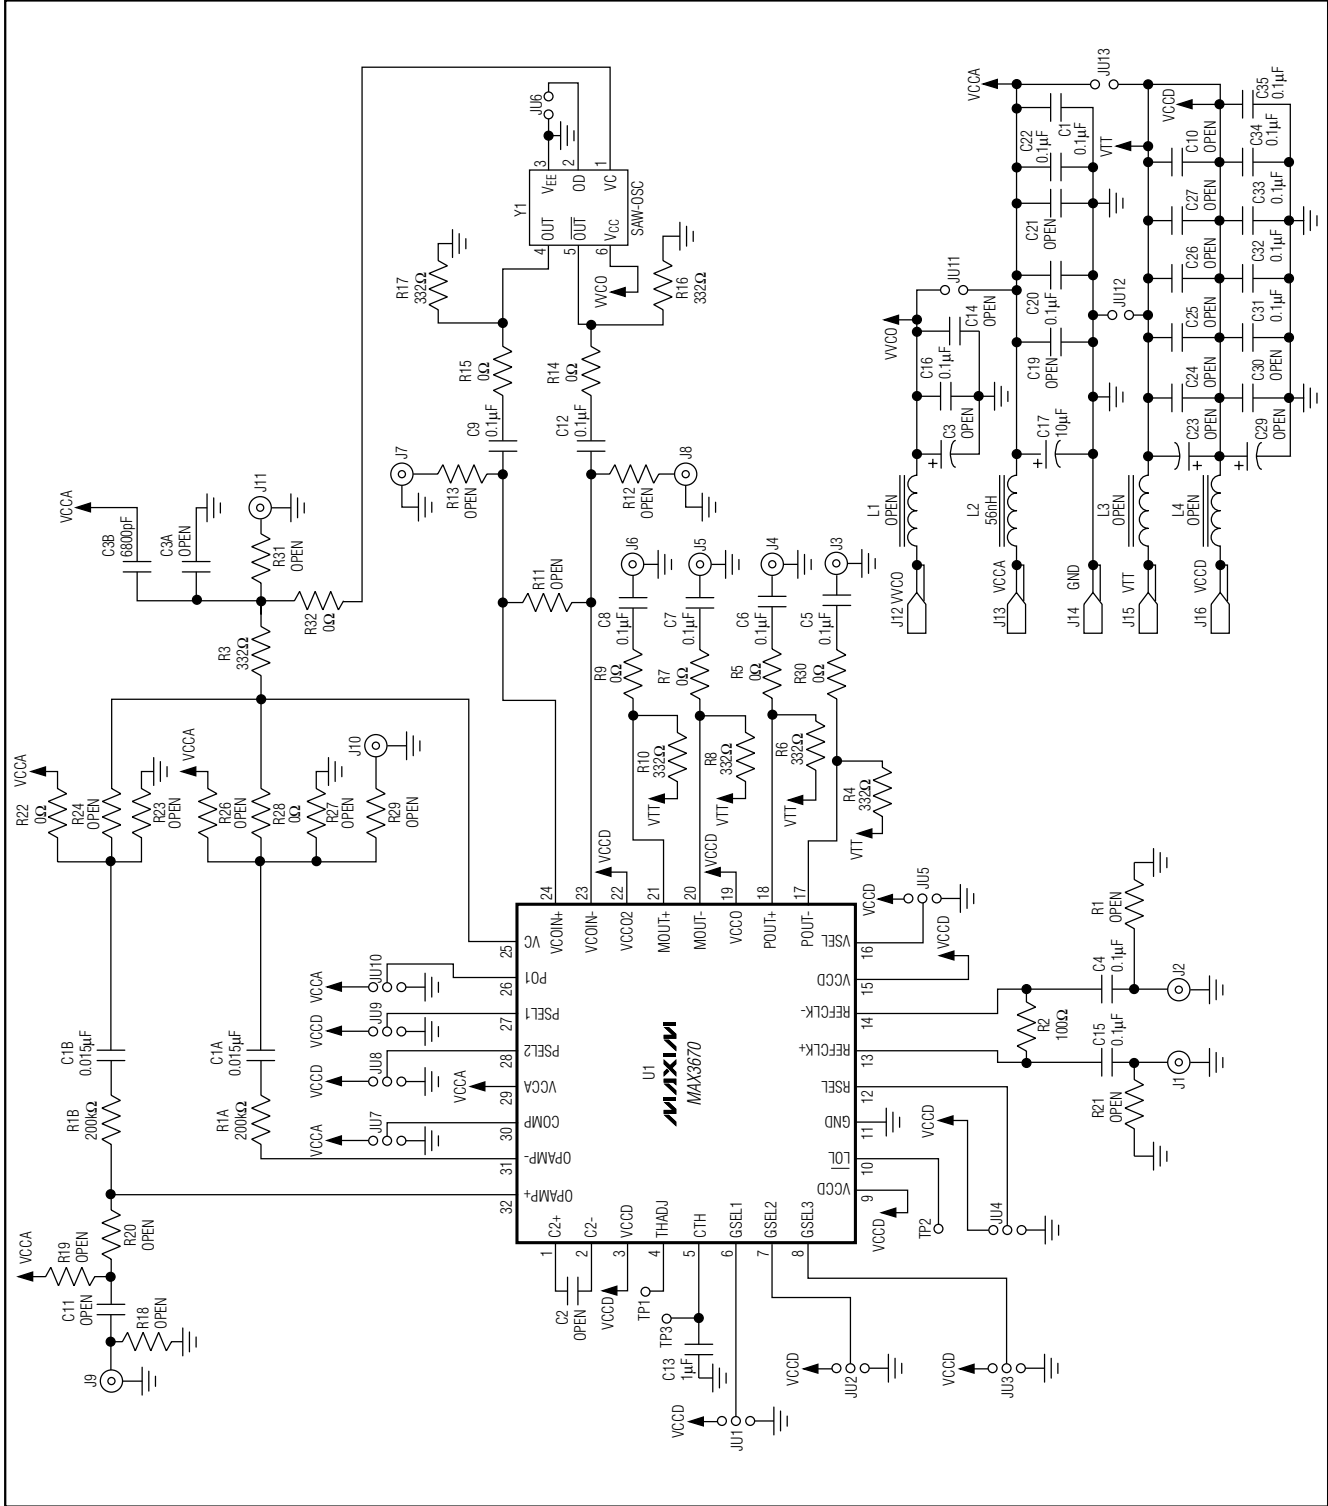 J9
R18
OPEN
C11
OPEN
R19
OPEN
VCCA
R20
OPEN
R1B
200kΩ
C1B
0.015µF
R22
0Ω
VCCA
R24
OPEN
R23
OPEN
R1A
200kΩ
C1A
0.015µF
R26
OPEN
VCCA
R28
0Ω
R27
OPEN
R29
OPEN
J10
R3
332Ω
C3B
6800pF
VCCA
C3A
OPEN
R31
OPEN
J11
R32
0Ω
VCCA
JU7
VCCA
VCCD
JU8
VCCD
JU9
VCCA
JU10
32
OPAMP+
31
OPAMP-
30
COMP
29
VCCA
28
PSEL2
27
PSEL1
26
PO1
25
VC
U1
MAXIM
MAX3670
1
C2+
2
C2-
3
VCCD
4
THADJ
5
CTH
6
GSEL1
7
GSEL2
8
GSEL3
C2
OPEN
VCCD
TP1
TP3
C13
1µF
VCCD
JU1
VCCD
JU2
VCCD
JU3
9
VCCD
10
LOL
11
GND
12
RSEL
13
REFCLK+
14
REFCLK-
15
VCCD
16
VSEL
VCCD
TP2
VCCD
JU4
VCCD
VCCD
JU5
R21
OPEN
J1
C15
0.1µF
R2
100Ω
C4
0.1µF
J2
R1
OPEN
24
VCOIN+
23
VCOIN-
22
VCCO2
21
MOUT+
20
MOUT-
19
VCCO
18
POUT+
17
POUT-
VCCD
VCCD
R10
332Ω
VTT
R9
0Ω
C8
0.1µF
J6
R8
332Ω
VTT
R7
0Ω
C7
0.1µF
J5
R6
332Ω
VTT
R5
0Ω
C6
0.1µF
J4
R4
332Ω
VTT
R30
0Ω
C5
0.1µF
J3
R11
OPEN
J7
R13
OPEN
R12
OPEN
J8
C9
0.1µF
C12
0.1µF
R15
0Ω
R14
0Ω
R17
332Ω
R16
332Ω
VVCO
Y1
SAW-OSC
4
OUT
5
OUT
6
VCC
3
VEE
2
OD
1
VC
JU6
J12
VVCO
L1
OPEN
C3
OPEN
C16
0.1µF
C14
OPEN
VVCO
JU11
J13
VCCA
L2
56nH
C17
10µF
C19
OPEN
C20
0.1µF
C21
OPEN
C22
0.1µF
C1
0.1µF
VCCA
J14
GND
JU12
JU13
J15
VTT
L3
OPEN
C23
OPEN
C24
OPEN
C25
OPEN
C26
OPEN
C27
OPEN
C10
OPEN
VTT
VCCD
J16
VCCD
L4
OPEN
C29
OPEN
C30
OPEN
C31
0.1µF
C32
0.1µF
C33
0.1µF
C34
0.1µF
C35
0.1µF